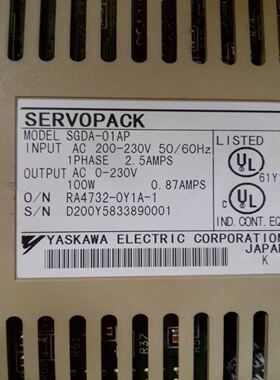 SERVOPACK
MODEL SGDA-01AP
INPUT AC 200-230V 50/60Hz
1PHASE 2.5AMPS
OUTPUT AC 0-230V
100W 0.87AMPS
O/N RA4732-0Y1A-1
S/N D200Y5833890001
LISTED
UL
61Y
C UL
IND. CONT. EQ
YASKAWA ELECTRIC CORPORATION
JAPAN
K
R37